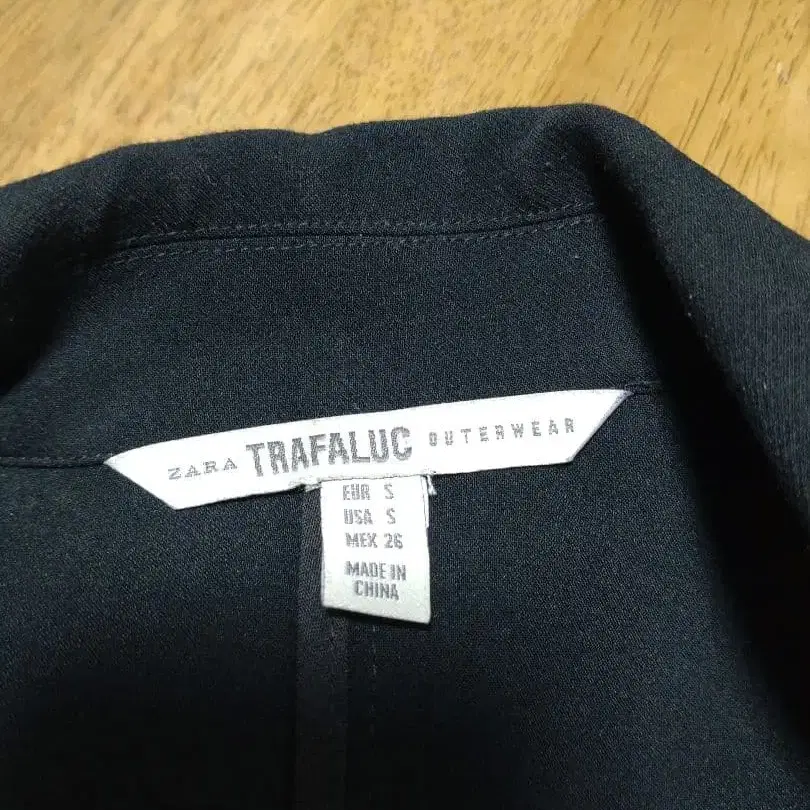 ZARA TRAFALUC OUTERWEAR
EUR S
USA S
MEX 26
MADE IN
CHINA